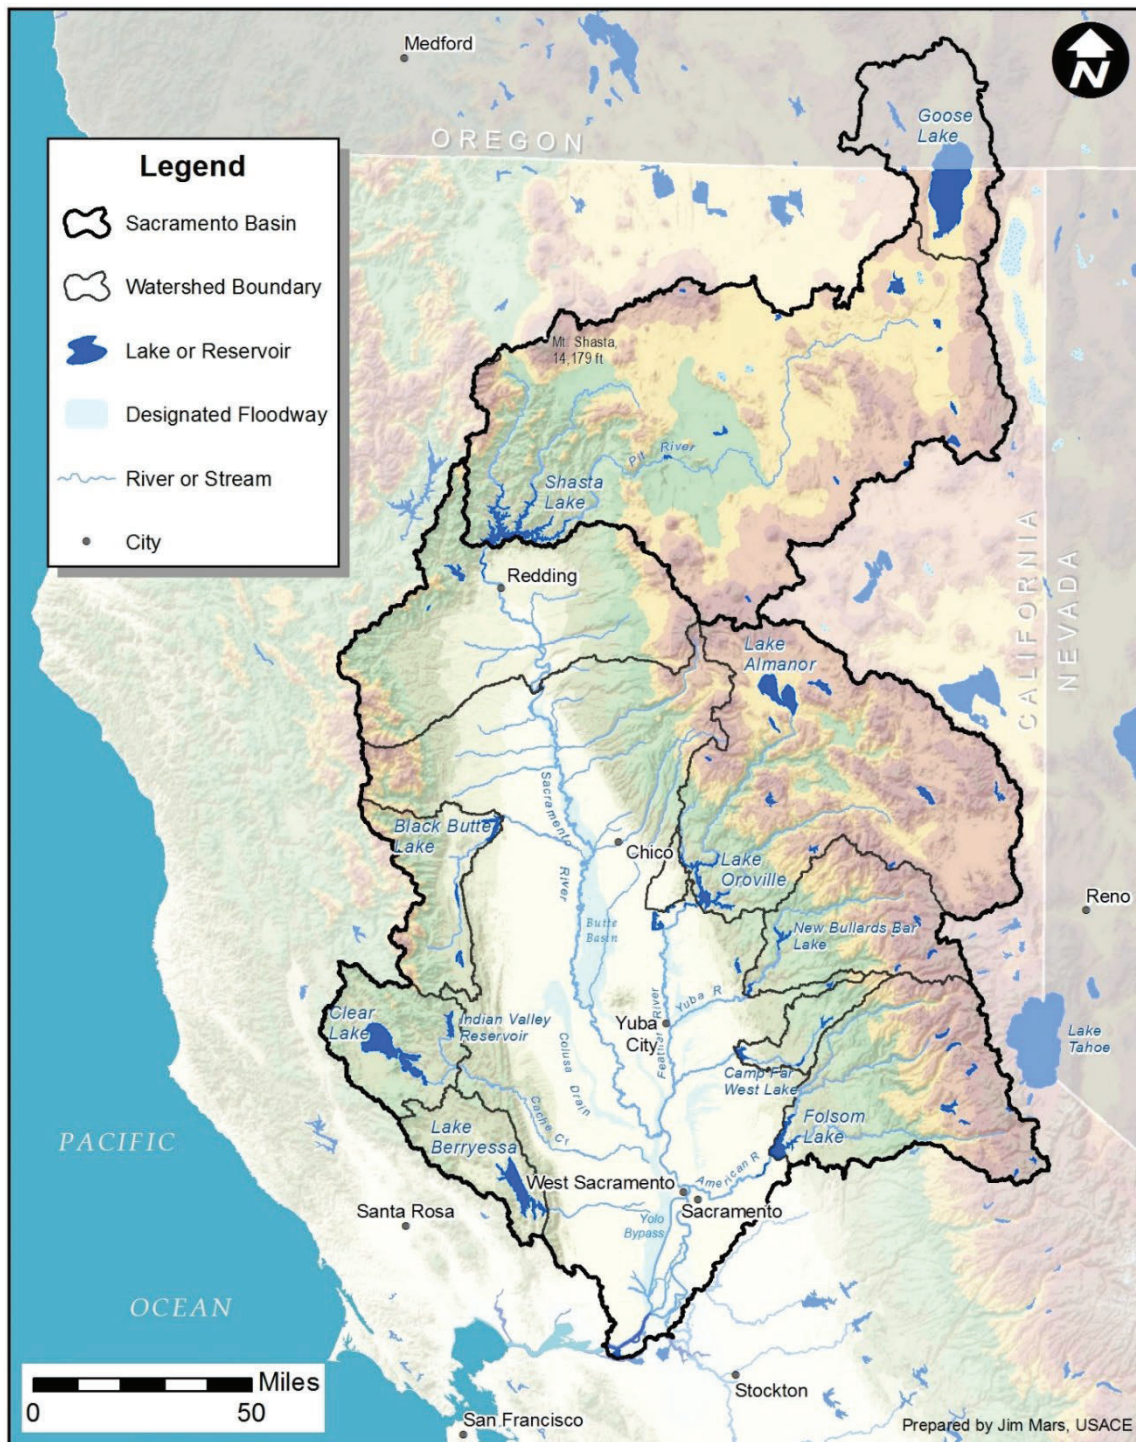 Medford
N
OREGON
Goose
Lake
Legend
Sacramento Basin
Watershed Boundary
Lake or Reservoir
Designated Floodway
River or Stream
City
Mt. Shasta,
14,179 ft
Pit River
Shasta
Lake
Redding
CALIFORNIA
NEVADA
Lake
Almanor
Sacramento
River
Black Butte
Lake
Chico
Lake
Oroville
Reno
Butte
Basin
New Bullards Bar
Lake
Feather River
Yuba R
Clear
Lake
Indian Valley
Reservoir
Yuba
City
Lake
Tahoe
Colusa Drain
Camp Far
West Lake
Cache Cr
Folsom
Lake
Lake
Berryessa
PACIFIC
American R
West Sacramento
Sacramento
Santa Rosa
Yolo
Bypass
OCEAN
Miles
0 50
Stockton
San Francisco
Prepared by Jim Mars, USACE